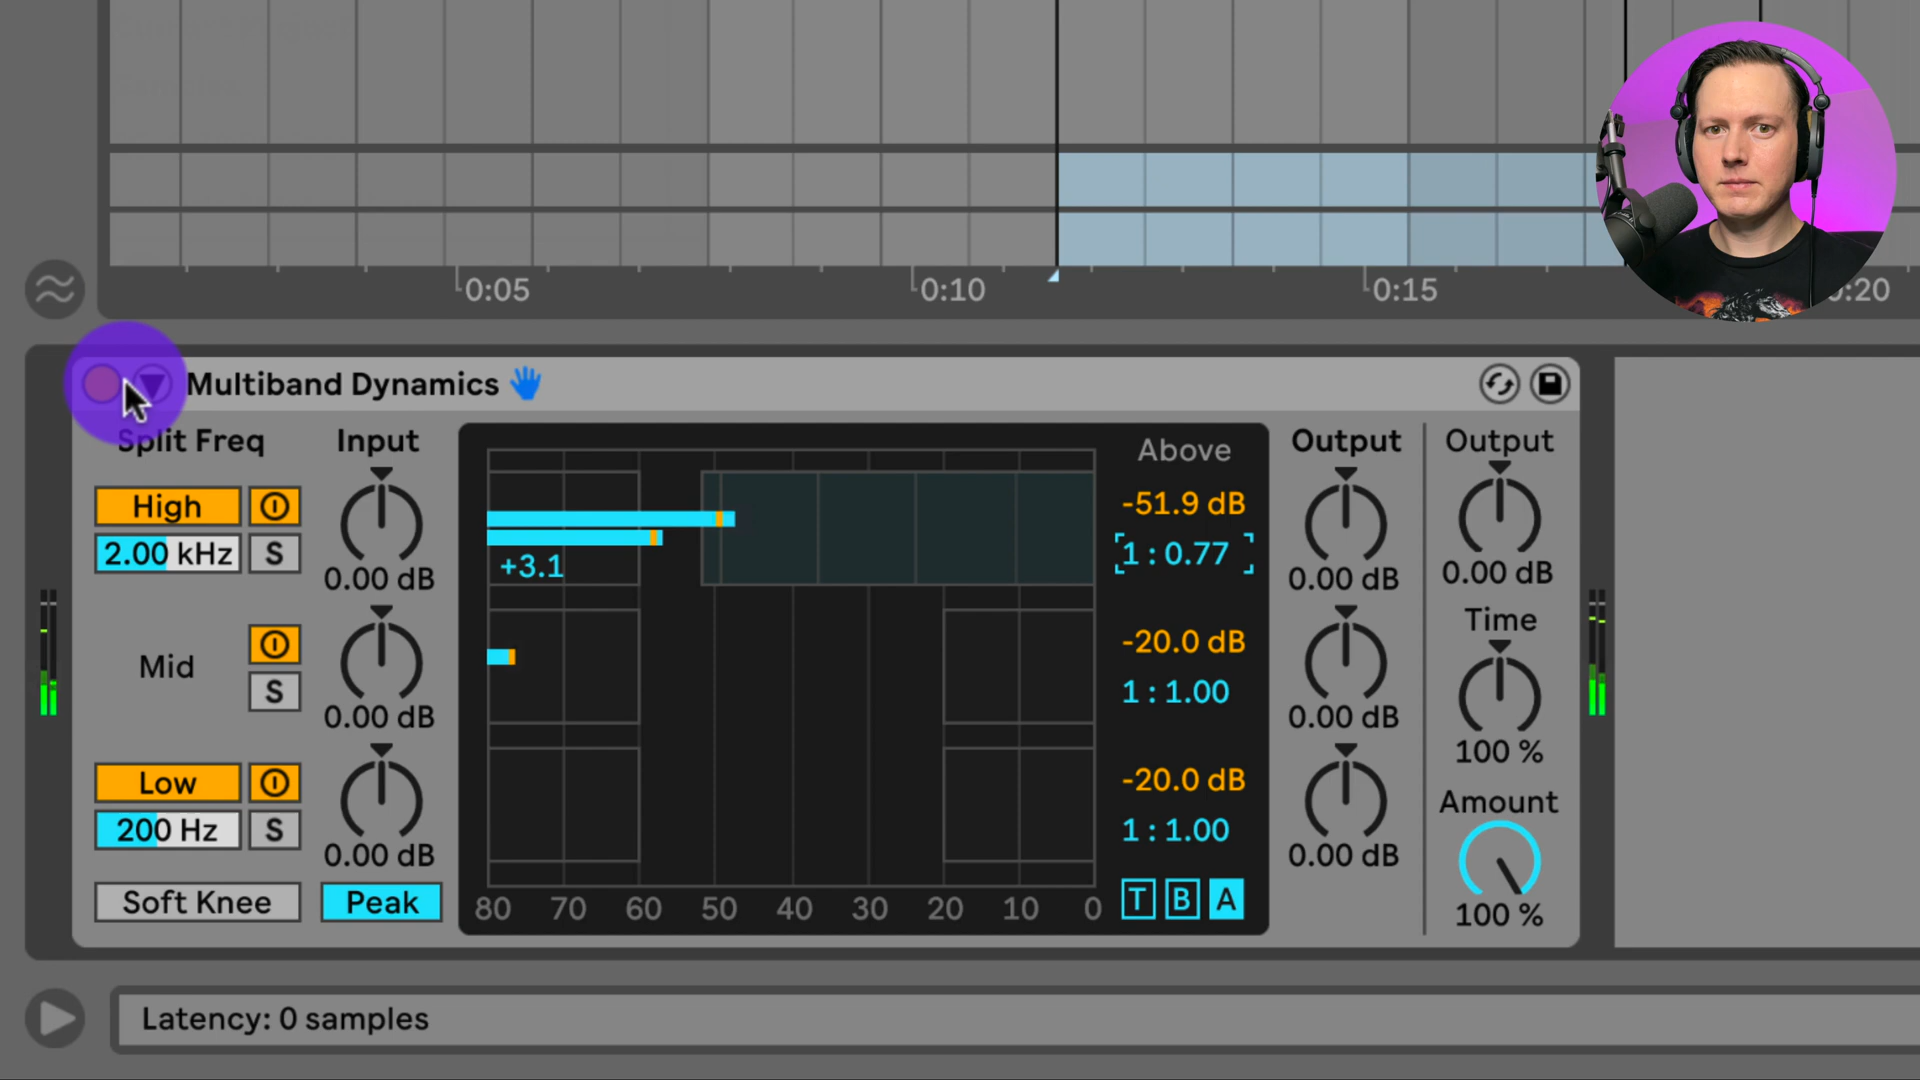 0:05
0:10
0:15
0:20
Multiband Dynamics
Split Freq
Input
Above
Output
Output
High
2.00 kHz
S
0.00 dB
+3.1
-51.9 dB
1 : 0.77
0.00 dB
0.00 dB
Time
Mid
S
0.00 dB
-20.0 dB
1 : 1.00
0.00 dB
100 %
Low
200 Hz
S
0.00 dB
-20.0 dB
1 : 1.00
0.00 dB
Amount
100 %
Soft Knee
Peak
80 70 60 50 40 30 20 10 0
T B A
Latency: 0 samples